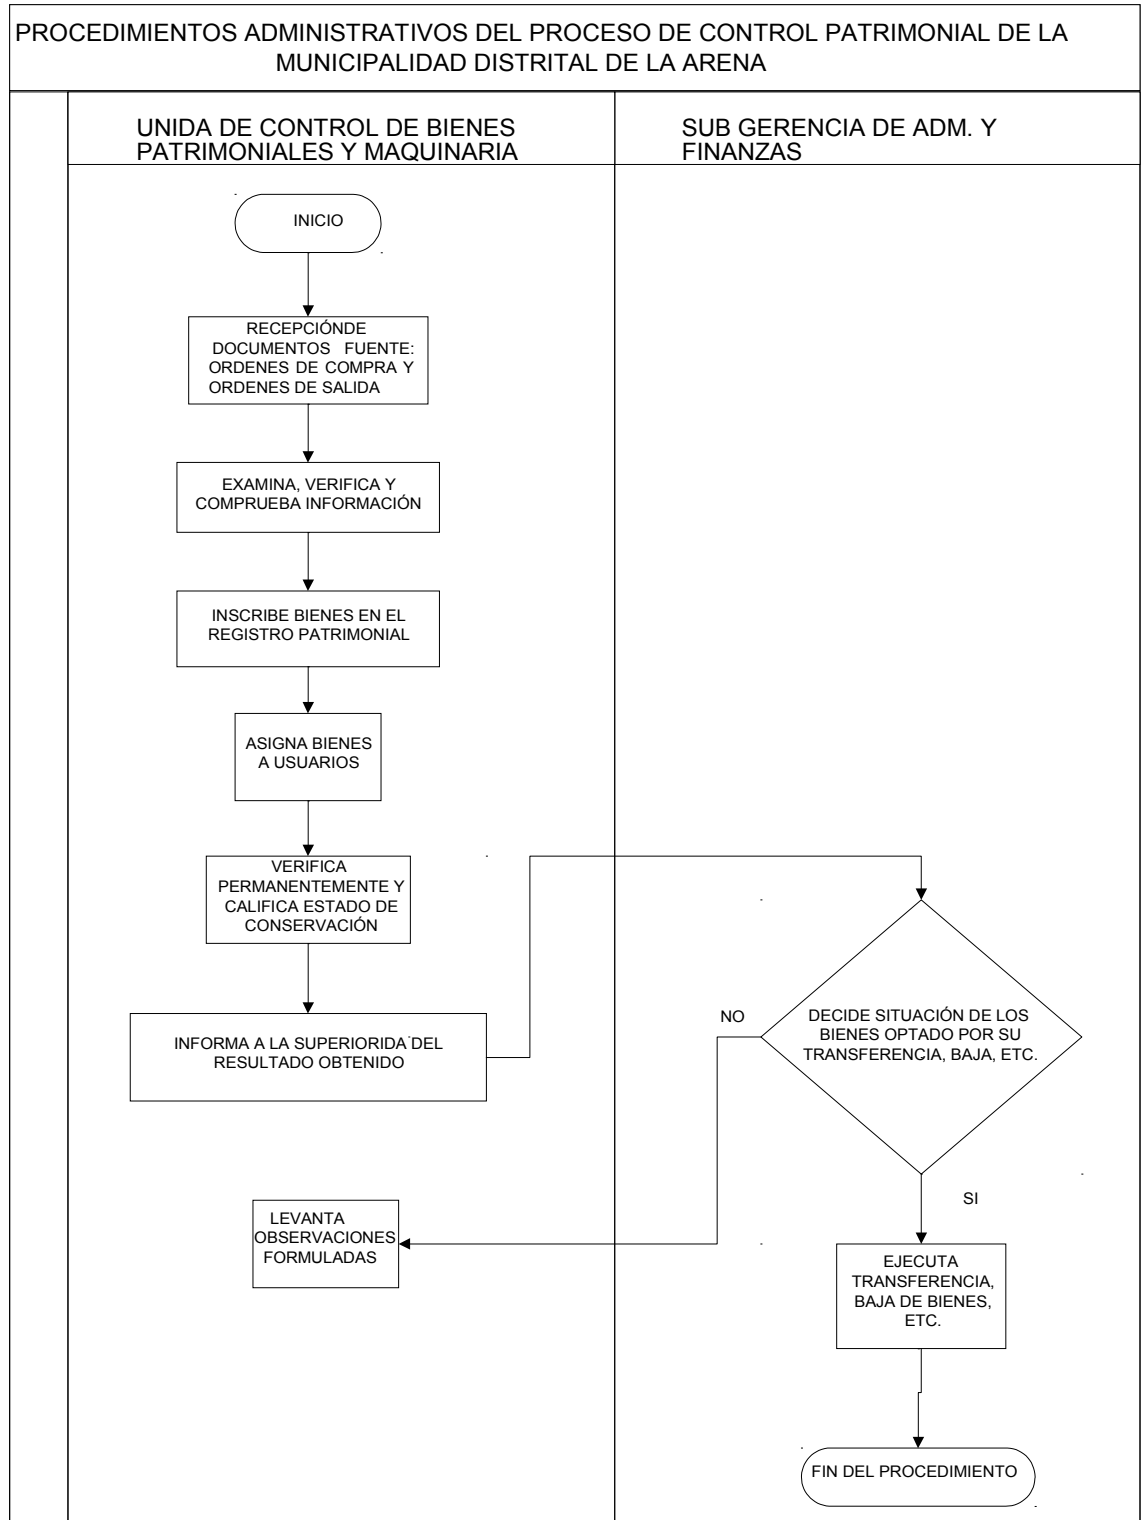 PROCEDIMIENTOS ADMINISTRATIVOS DEL PROCESO DE CONTROL PATRIMONIAL DE LA
MUNICIPALIDAD DISTRITAL DE LA ARENA
UNIDA DE CONTROL DE BIENES
PATRIMONIALES Y MAQUINARIA
SUB GERENCIA DE ADM. Y
FINANZAS
INICIO
RECEPCIÓNDE
DOCUMENTOS FUENTE:
ORDENES DE COMPRA Y
ORDENES DE SALIDA
EXAMINA, VERIFICA Y
COMPRUEBA INFORMACIÓN
INSCRIBE BIENES EN EL
REGISTRO PATRIMONIAL
ASIGNA BIENES
A USUARIOS
VERIFICA
PERMANENTEMENTE Y
CALIFICA ESTADO DE
CONSERVACIÓN
INFORMA A LA SUPERIORIDA DEL
RESULTADO OBTENIDO
NO
DECIDE SITUACIÓN DE LOS
BIENES OPTADO POR SU
TRANSFERENCIA, BAJA, ETC.
SI
LEVANTA
OBSERVACIONES
FORMULADAS
EJECUTA
TRANSFERENCIA,
BAJA DE BIENES,
ETC.
FIN DEL PROCEDIMIENTO